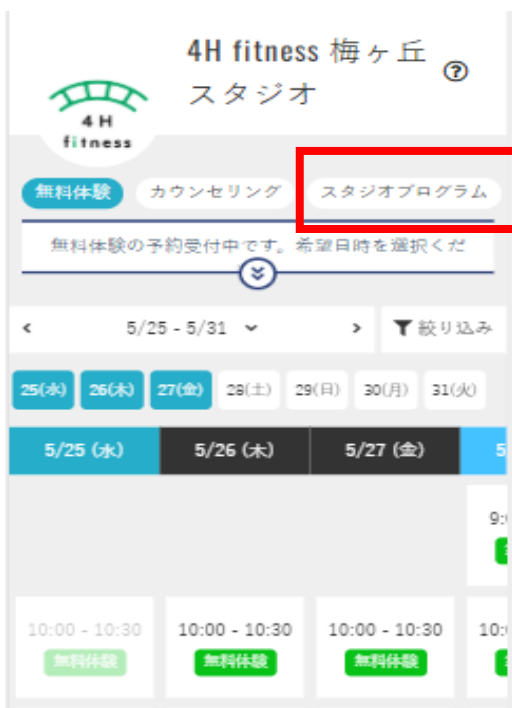 4H fitness 梅ヶ丘
スタジオ
4 H
fitness
無料体験 カウンセリング スタジオプログラム
無料体験の予約受付中です。希望日時を選択くだ
5/25 - 5/31 絞り込み
25(水) 26(木) 27(金) 28(土) 29(日) 30(月) 31(火)
5/25 (水) 5/26 (木) 5/27 (金) 5
9:
10:00 - 10:30 10:00 - 10:30 10:00 - 10:30 10:
無料体験 無料体験 無料体験